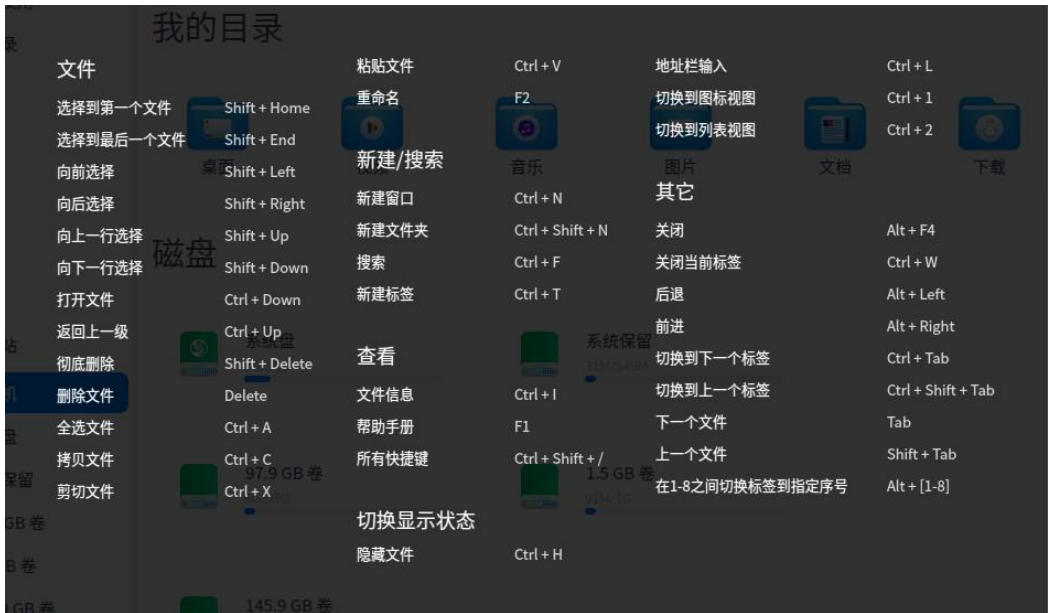 我的目录
文件
选择到第一个文件 Shift + Home
选择到最后一个文件 Shift + End
向前选择 Shift + Left
向后选择 Shift + Right
向上一行选择 Shift + Up
向下一行选择 Shift + Down
打开文件 Ctrl + Down
返回上一级 Ctrl + Up
彻底删除 Shift + Delete
删除文件 Delete
全选文件 Ctrl + A
拷贝文件 Ctrl + C
剪切文件 Ctrl + X
粘贴文件 Ctrl + V
重命名 F2
新建/搜索
新建窗口 Ctrl + N
新建文件夹 Ctrl + Shift + N
搜索 Ctrl + F
新建标签 Ctrl + T
查看
文件信息 Ctrl + I
帮助手册 F1
所有快捷键 Ctrl + Shift + /
切换显示状态
隐藏文件 Ctrl + H
地址栏输入 Ctrl + L
切换到图标视图 Ctrl + 1
切换到列表视图 Ctrl + 2
其它
关闭 Alt + F4
关闭当前标签 Ctrl + W
后退 Alt + Left
前进 Alt + Right
切换到下一个标签 Ctrl + Tab
切换到上一个标签 Ctrl + Shift + Tab
下一个文件 Tab
上一个文件 Shift + Tab
在1-8之间切换标签到指定序号 Alt + [1-8]
桌面
音乐
图片
文档
下载
磁盘
系统盘
系统保留
97.9 GB 卷
1.5 GB 卷
145.9 GB 卷
保留
GB 卷
B 卷
GB 卷